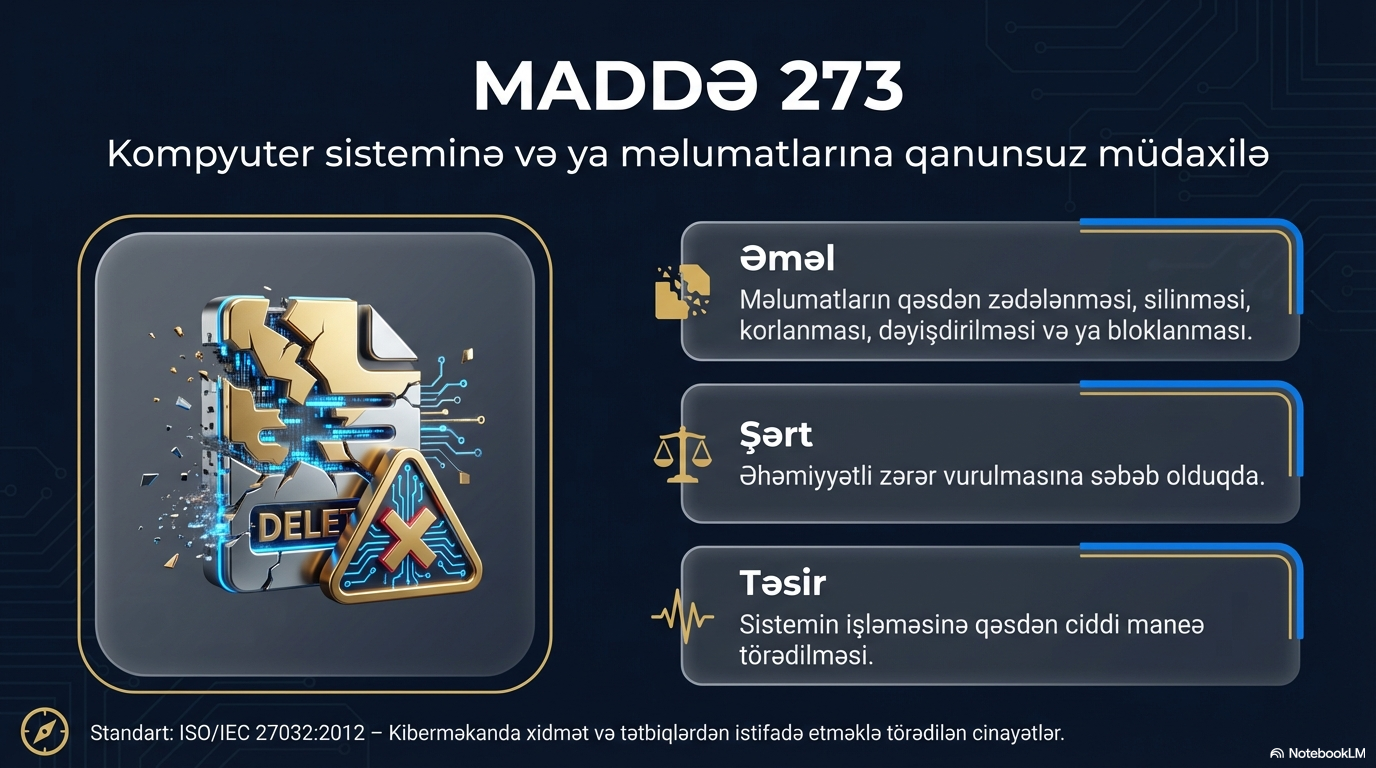 MADDƏ 273
Kompyuter sisteminə və ya məlumatlarına qanunsuz müdaxilə
DELET
Əməl
Məlumatların qəsdən zədələnməsi, silinməsi,
korlanması, dəyişdirilməsi və ya bloklanması.
Şərt
Əhəmiyyətli zərər vurulmasına səbəb olduqda.
Təsir
Sistemin işləməsinə qəsdən ciddi maneə
törədilməsi.
Standart: ISO/IEC 27032:2012 – Kiberməkanda xidmət və tətbiqlərdən istifadə etməklə törədilən cinayətlər.
NotebookLM